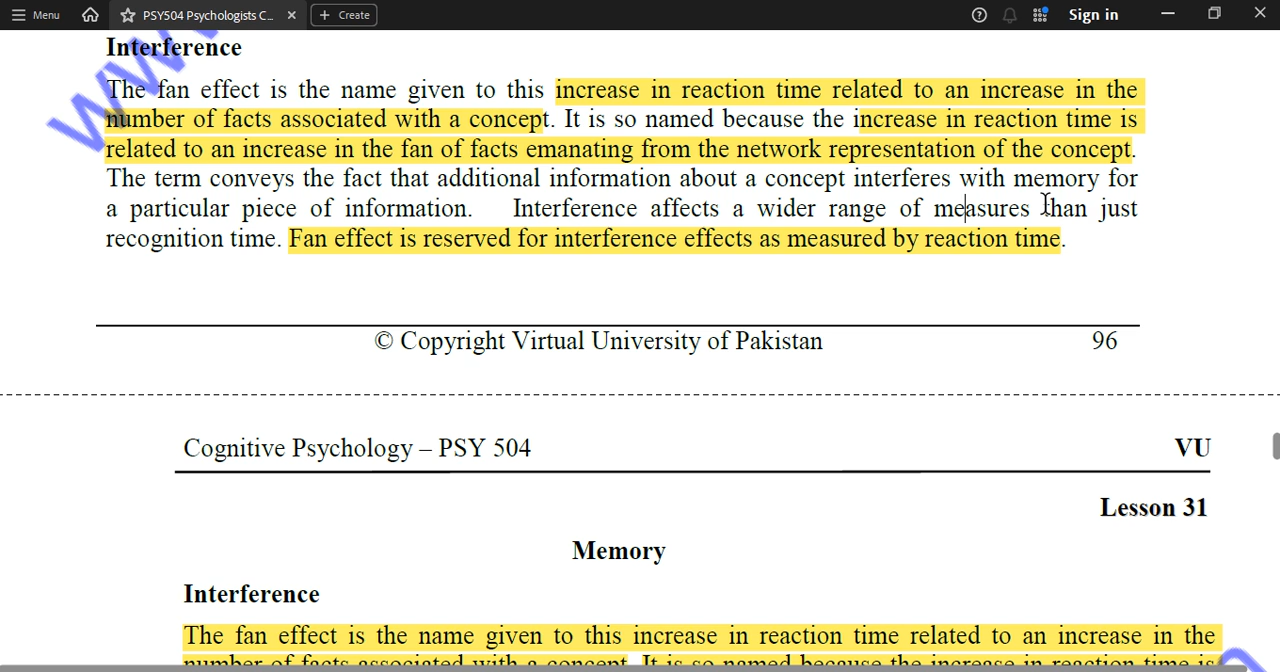 Menu
PSY504 Psychologists C...
Create
Sign in
Interference
The fan effect is the name given to this increase in reaction time related to an increase in the
number of facts associated with a concept. It is so named because the increase in reaction time is
related to an increase in the fan of facts emanating from the network representation of the concept.
The term conveys the fact that additional information about a concept interferes with memory for
a particular piece of information. Interference affects a wider range of measures than just
recognition time. Fan effect is reserved for interference effects as measured by reaction time.
© Copyright Virtual University of Pakistan 96
Cognitive Psychology – PSY 504 VU
Lesson 31
Memory
Interference
The fan effect is the name given to this increase in reaction time related to an increase in the
number of facts associated with a concept. It is so named because the increase in reaction time is